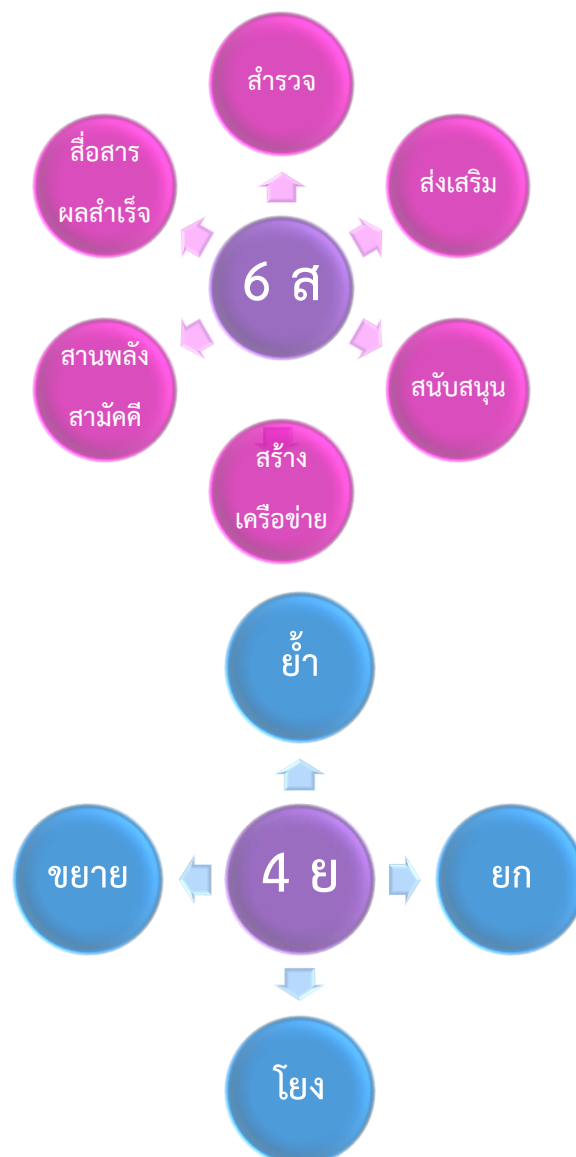 สำรวจ
สื่อสาร
ผลสำเร็จ
ส่งเสริม
6 ส
สานพลัง
สามัคคี
สนับสนุน
สร้าง
เครือข่าย
ย้ำ
ขยาย
4 ย
ยก
โยง